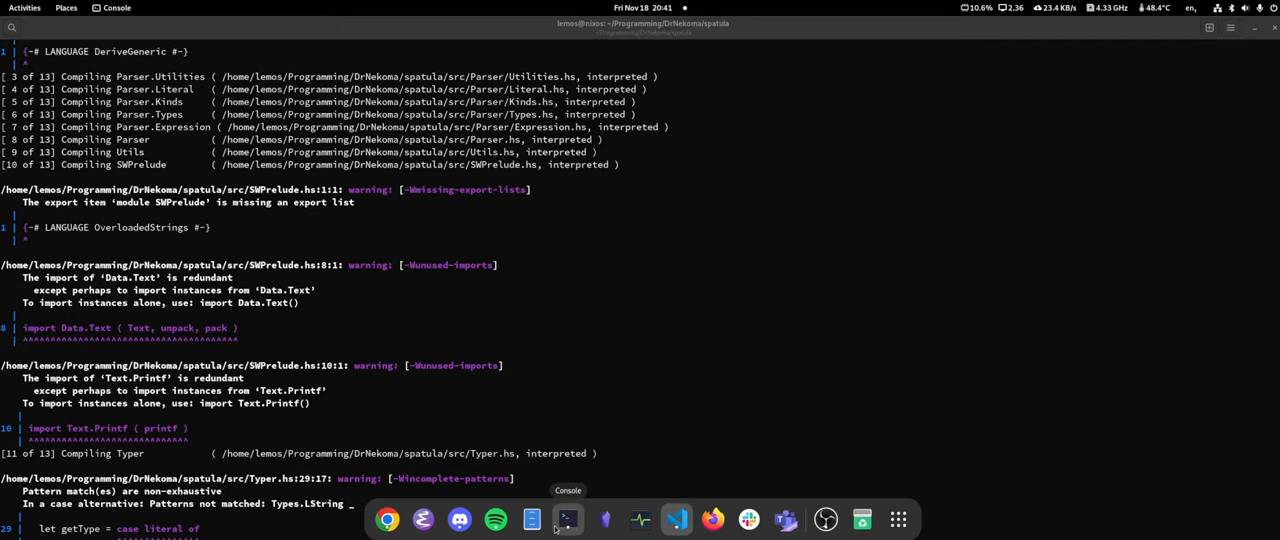 Activities Places Console Fri Nov 18 20:41 10.6% 2.36 23.4 KB/s 4.33 GHz 48.4°C en
lemos@nixos: ~/Programming/DrNekoma/spatula
~/Programming/DrNekoma/spatula
1 | {-# LANGUAGE DeriveGeneric #-}
| ^
[ 3 of 13] Compiling Parser.Utilities ( /home/lemos/Programming/DrNekoma/spatula/src/Parser/Utilities.hs, interpreted )
[ 4 of 13] Compiling Parser.Literal ( /home/lemos/Programming/DrNekoma/spatula/src/Parser/Literal.hs, interpreted )
[ 5 of 13] Compiling Parser.Kinds ( /home/lemos/Programming/DrNekoma/spatula/src/Parser/Kinds.hs, interpreted )
[ 6 of 13] Compiling Parser.Types ( /home/lemos/Programming/DrNekoma/spatula/src/Parser/Types.hs, interpreted )
[ 7 of 13] Compiling Parser.Expression ( /home/lemos/Programming/DrNekoma/spatula/src/Parser/Expression.hs, interpreted )
[ 8 of 13] Compiling Parser ( /home/lemos/Programming/DrNekoma/spatula/src/Parser.hs, interpreted )
[ 9 of 13] Compiling Utils ( /home/lemos/Programming/DrNekoma/spatula/src/Utils.hs, interpreted )
[10 of 13] Compiling SWPrelude ( /home/lemos/Programming/DrNekoma/spatula/src/SWPrelude.hs, interpreted )
/home/lemos/Programming/DrNekoma/spatula/src/SWPrelude.hs:1:1: warning: [-Wmissing-export-lists]
The export item ‘module SWPrelude’ is missing an export list
|
1 | {-# LANGUAGE OverloadedStrings #-}
| ^
/home/lemos/Programming/DrNekoma/spatula/src/SWPrelude.hs:8:1: warning: [-Wunused-imports]
The import of ‘Data.Text’ is redundant
except perhaps to import instances from ‘Data.Text’
To import instances alone, use: import Data.Text()
|
8 | import Data.Text ( Text, unpack, pack )
| ^^^^^^^^^^^^^^^^^^^^^^^^^^^^^^^^^^^^^^^
/home/lemos/Programming/DrNekoma/spatula/src/SWPrelude.hs:10:1: warning: [-Wunused-imports]
The import of ‘Text.Printf’ is redundant
except perhaps to import instances from ‘Text.Printf’
To import instances alone, use: import Text.Printf()
|
10 | import Text.Printf ( printf )
| ^^^^^^^^^^^^^^^^^^^^^^^^^^^^^
[11 of 13] Compiling Typer ( /home/lemos/Programming/DrNekoma/spatula/src/Typer.hs, interpreted )
/home/lemos/Programming/DrNekoma/spatula/src/Typer.hs:29:17: warning: [-Wincomplete-patterns]
Pattern match(es) are non-exhaustive
In a case alternative: Patterns not matched: Types.LString _
|
29 | let getType = case literal of
Console